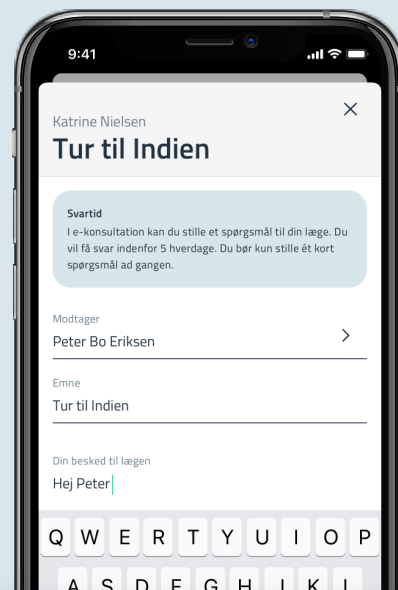 9:41
Katrine Nielsen
Tur til Indien
Svartid
I e-konsultation kan du stille et spørgsmål til din læge. Du
vil få svar indenfor 5 hverdage. Du bør kun stille ét kort
spørgsmål ad gangen.
Modtager
Peter Bo Eriksen
Emne
Tur til Indien
Din besked til lægen
Hej Peter
Q W E R T Y U I O P
A S D F G H J K L